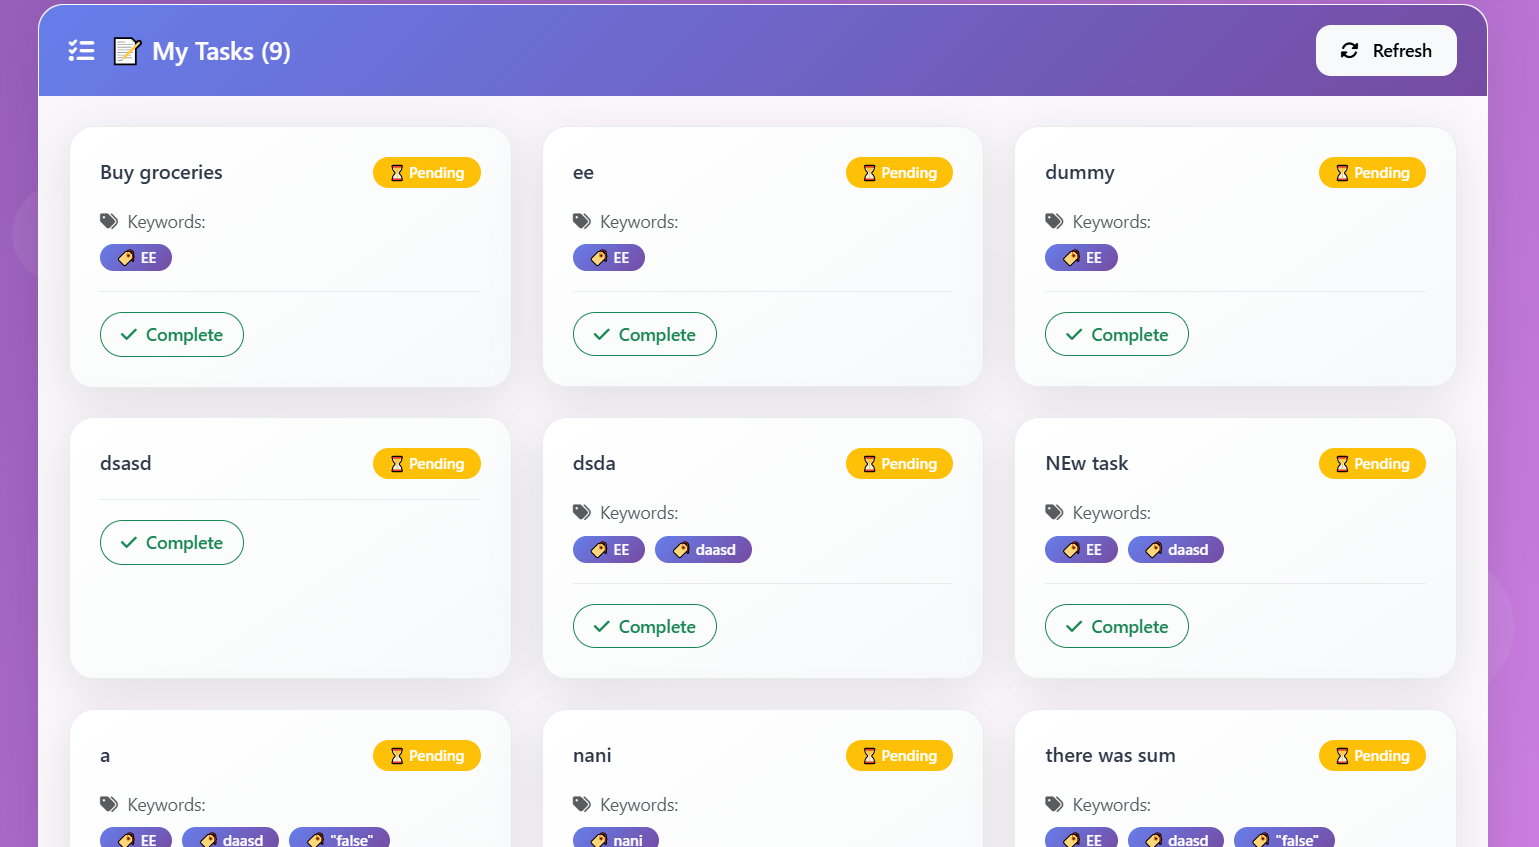 My Tasks (9)
Refresh
Buy groceries
Pending
Keywords:
EE
Complete
ee
Pending
Keywords:
EE
Complete
dummy
Pending
Keywords:
EE
Complete
dsasd
Pending
Complete
dsda
Pending
Keywords:
EE daasd
Complete
NEw task
Pending
Keywords:
EE daasd
Complete
a
Pending
Keywords:
EE daasd "false"
nani
Pending
Keywords:
nani
there was sum
Pending
Keywords:
EE daasd "false"